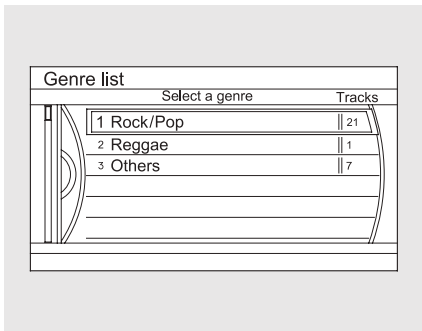 Genre list
Select a genre Tracks
1 Rock/Pop 21
2 Reggae 1
3 Others 7